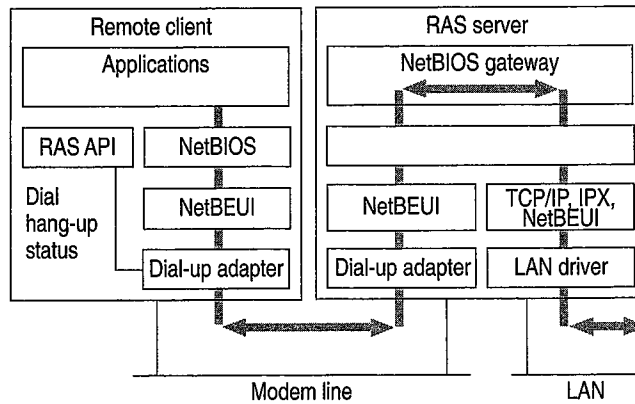 Remote client
Applications
RAS API
NetBIOS
Dial
hang-up
status
NetBEUI
Dial-up adapter
RAS server
NetBIOS gateway
NetBEUI
TCP/IP, IPX,
NetBEUI
Dial-up adapter
LAN driver
Modem line
LAN